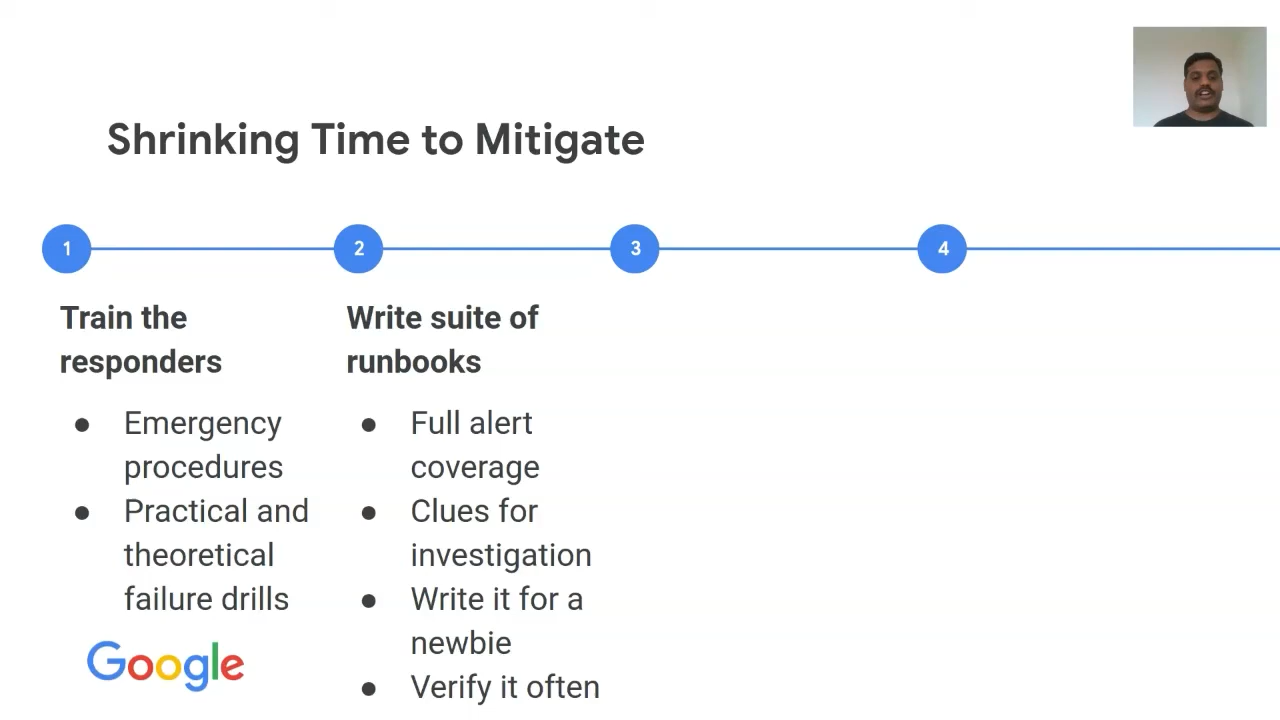 Shrinking Time to Mitigate
1
2
3
4
Train the
responders
● Emergency
procedures
● Practical and
theoretical
failure drills
Write suite of
runbooks
● Full alert
coverage
● Clues for
investigation
● Write it for a
newbie
● Verify it often
Google